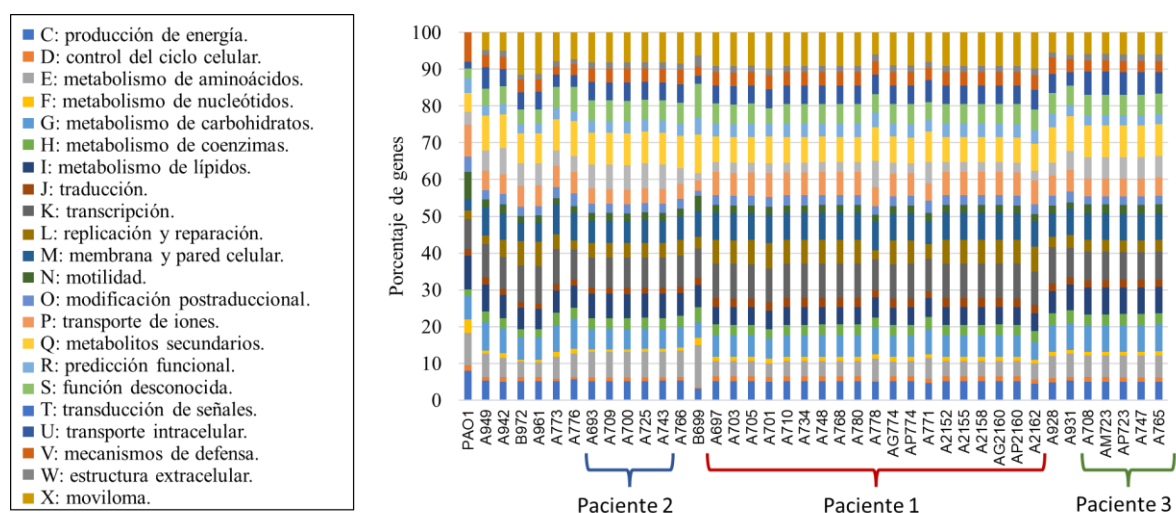 C: producción de energía.
D: control del ciclo celular.
E: metabolismo de aminoácidos.
F: metabolismo de nucleótidos.
G: metabolismo de carbohidratos.
H: metabolismo de coenzimas.
I: metabolismo de lípidos.
J: traducción.
K: transcripción.
L: replicación y reparación.
M: membrana y pared celular.
N: motilidad.
O: modificación postraduccional.
P: transporte de iones.
Q: metabolitos secundarios.
R: predicción funcional.
S: función desconocida.
T: transducción de señales.
U: transporte intracelular.
V: mecanismos de defensa.
W: estructura extracelular.
X: moviloma.
Porcentaje de genes
100
90
80
70
60
50
40
30
20
10
0
PAO1
A949
A942
B972
A961
A773
A776
A693
A709
A700
A725
A743
A766
B699
A697
A703
A705
A701
A710
A734
A748
A768
A780
A778
AG774
AP774
A771
A2152
A2155
A2158
AG2160
AP2160
A2162
A928
A931
A708
AM723
AP723
A747
A765
Paciente 2
Paciente 1
Paciente 3